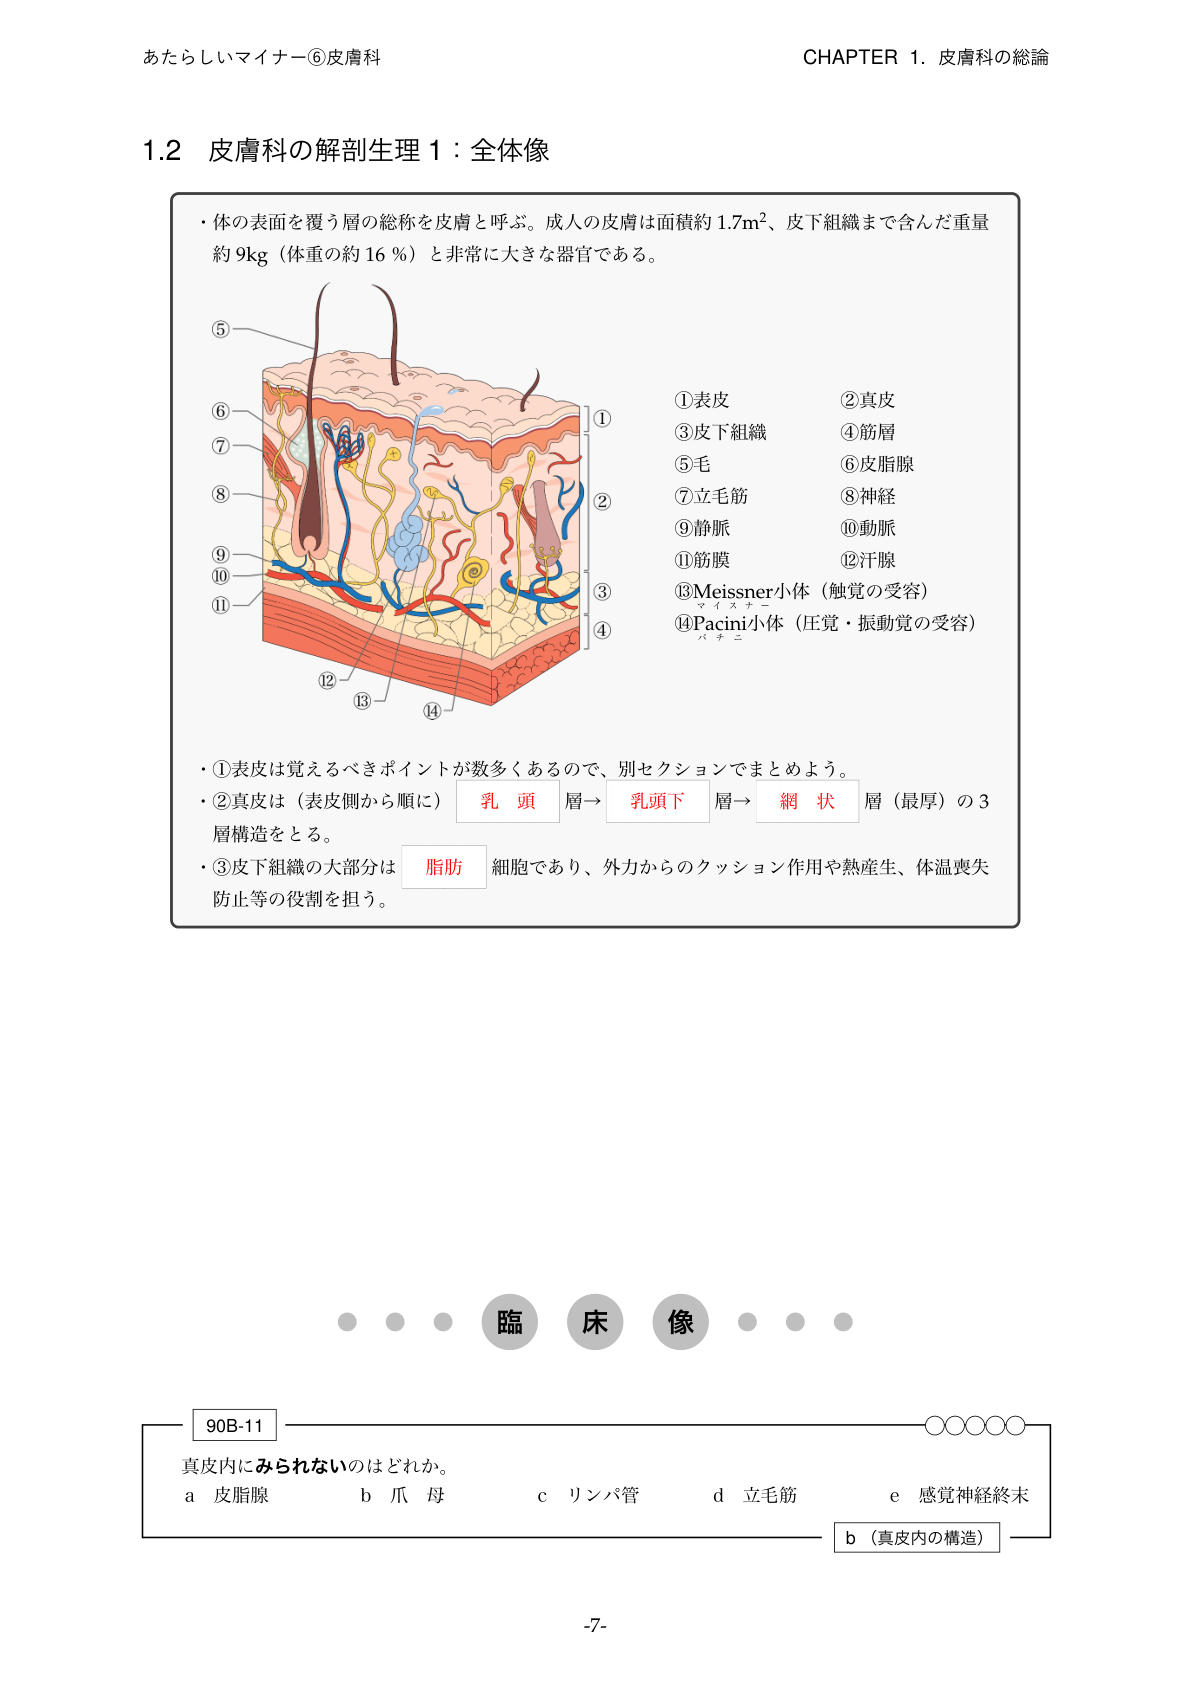 あたらしいマイナー⑥皮膚科 CHAPTER 1. 皮膚科の総論
1.2 皮膚科の解剖生理 1：全体像
・体の表面を覆う層の総称を皮膚と呼ぶ。成人の皮膚は面積約 1.7m²、皮下組織まで含んだ重量
約 9kg（体重の約 16 %）と非常に大きな器官である。
⑤
⑥
⑦
⑧
⑨
⑩
⑪
⑫
⑬
⑭
①
②
③
④
①表皮 ②真皮
③皮下組織 ④筋層
⑤毛 ⑥皮脂腺
⑦立毛筋 ⑧神経
⑨静脈 ⑩動脈
⑪筋膜 ⑫汗腺
⑬Meissner小体（触覚の受容）
マイスナー
⑭Pacini小体（圧覚・振動覚の受容）
パチニ
・①表皮は覚えるべきポイントが数多くあるので、別セクションでまとめよう。
・②真皮は（表皮側から順に） 乳 頭 層→ 乳頭下 層→ 網 状 層（最厚）の 3
層構造をとる。
・③皮下組織の大部分は 脂肪 細胞であり、外力からのクッション作用や熱産生、体温喪失
防止等の役割を担う。
臨 床 像
90B-11
真皮内にみられないのはどれか。
a 皮脂腺 b 爪 母 c リンパ管 d 立毛筋 e 感覚神経終末
b （真皮内の構造）
-7-